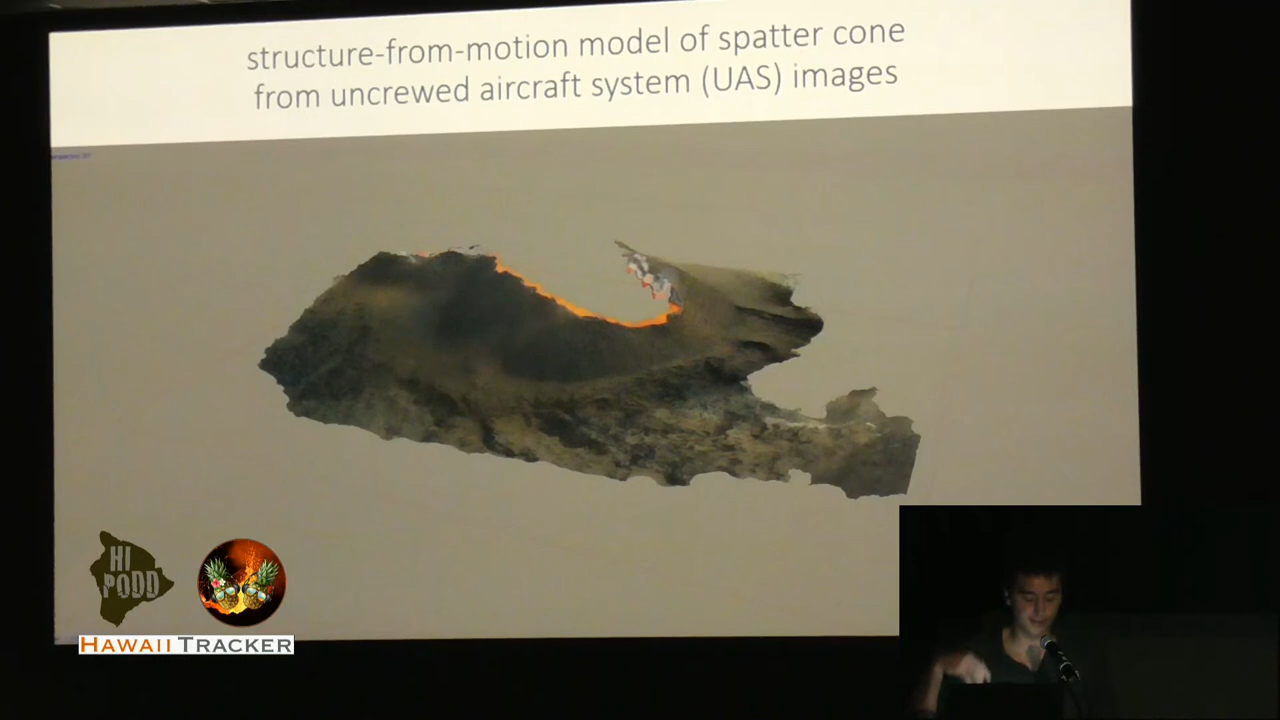 structure-from-motion model of spatter cone
from uncrewed aircraft system (UAS) images
HI
PODD
HAWAII TRACKER